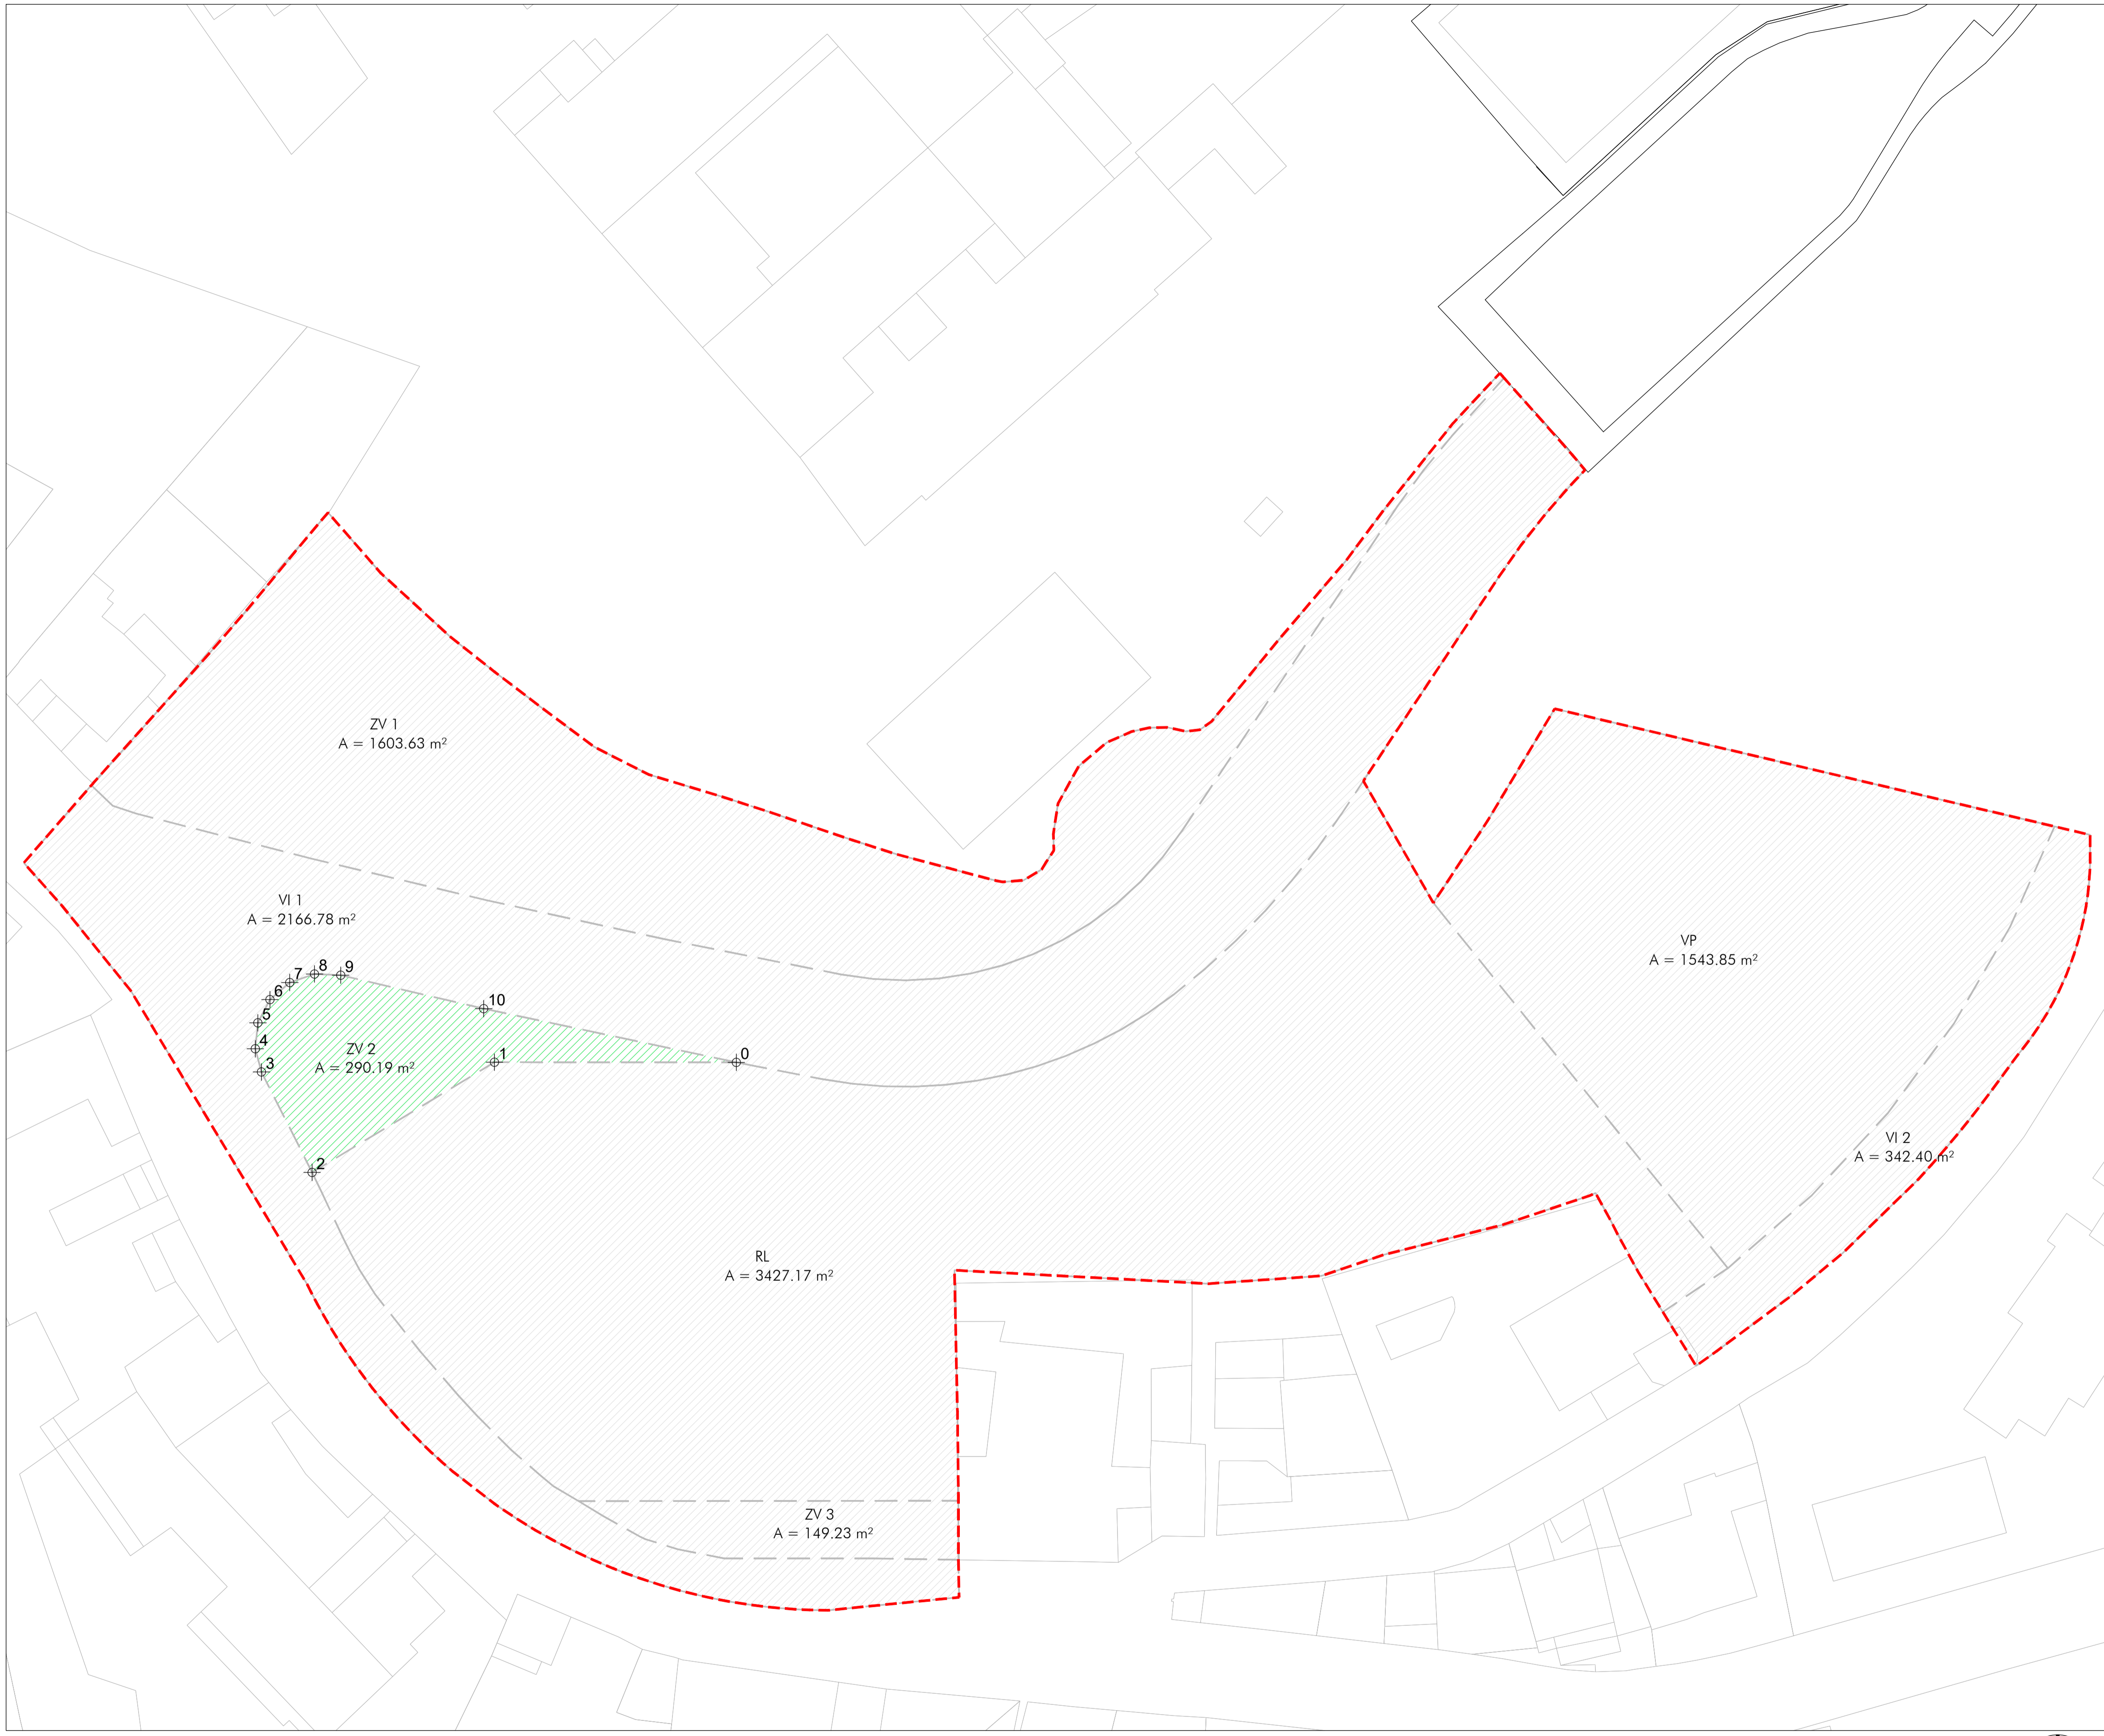 ZV 1
A = 1603.63 m²
VI 1
A = 2166.78 m²
VP
A = 1543.85 m²
8
9
7
6
10
5
4
ZV 2
A = 290.19 m²
1
0
3
2
VI 2
A = 342.40 m²
RL
A = 3427.17 m²
ZV 3
A = 149.23 m²